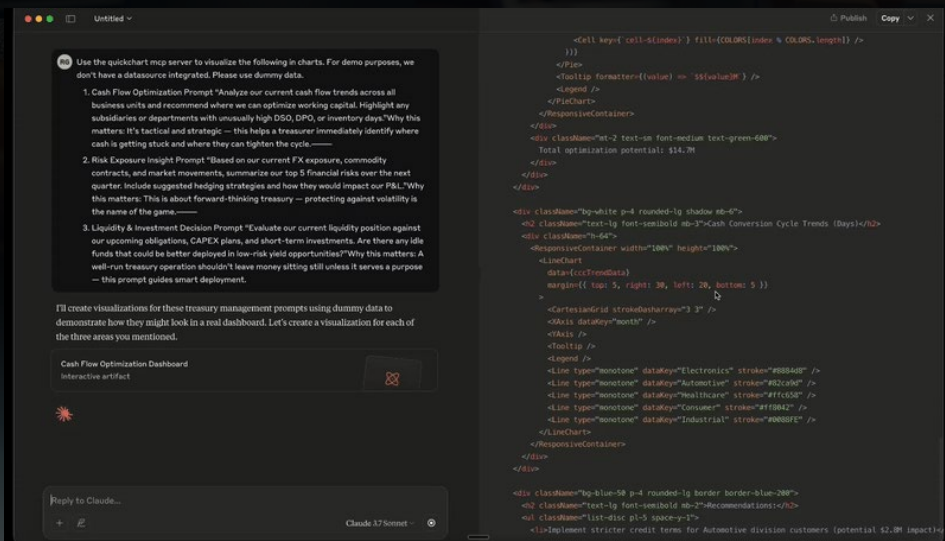 Untitled
Publish
Copy
RG
Use the quickchart mcp server to visualize the following in charts. For demo purposes, we
don't have a datasource integrated. Please use dummy data.
1. Cash Flow Optimization Prompt "Analyze our current cash flow trends across all
business units and recommend where we can optimize working capital. Highlight any
subsidiaries or departments with unusually high DSO, DPO, or inventory days."Why this
matters: It's tactical and strategic — this helps a treasurer immediately identify where
cash is getting stuck and where they can tighten the cycle.⸻
2. Risk Exposure Insight Prompt "Based on our current FX exposure, commodity
contracts, and market movements, summarize our top 5 financial risks over the next
quarter. Include suggested hedging strategies and how they would impact our P&L."Why
this matters: This is about forward-thinking treasury — protecting against volatility is
the name of the game.⸻
3. Liquidity & Investment Decision Prompt "Evaluate our current liquidity position against
our upcoming obligations, CAPEX plans, and short-term investments. Are there any idle
funds that could be better deployed in low-risk yield opportunities?"Why this matters: A
well-run treasury operation shouldn't leave money sitting still unless it serves a purpose
— this prompt guides smart deployment.
I'll create visualizations for these treasury management prompts using dummy data to
demonstrate how they might look in a real dashboard. Let's create a visualization for each of
the three areas you mentioned.
Cash Flow Optimization Dashboard
Interactive artifact
Reply to Claude...
Claude 3.7 Sonnet
<Cell key={`cell-${index}`} fill={COLORS[index % COLORS.length]} />
))}
</Pie>
<Tooltip formatter={(value) => `$${value}M`} />
<Legend />
</PieChart>
</ResponsiveContainer>
</div>
<div className="mt-2 text-sm font-medium text-green-600">
Total optimization potential: $14.7M
</div>
</div>
</div>
<div className="bg-white p-4 rounded-lg shadow mb-6">
<h2 className="text-lg font-semibold mb-3">Cash Conversion Cycle Trends (Days)</h2>
<div className="h-64">
<ResponsiveContainer width="100%" height="100%">
<LineChart
data={cccTrendData}
margin={{ top: 5, right: 30, left: 20, bottom: 5 }}
>
<CartesianGrid strokeDasharray="3 3" />
<XAxis dataKey="month" />
<YAxis />
<Tooltip />
<Legend />
<Line type="monotone" dataKey="Electronics" stroke="#8884d8" />
<Line type="monotone" dataKey="Automotive" stroke="#82ca9d" />
<Line type="monotone" dataKey="Healthcare" stroke="#ffc658" />
<Line type="monotone" dataKey="Consumer" stroke="#ff8042" />
<Line type="monotone" dataKey="Industrial" stroke="#0088FE" />
</LineChart>
</ResponsiveContainer>
</div>
</div>
<div className="bg-blue-50 p-4 rounded-lg border border-blue-200">
<h2 className="text-lg font-semibold mb-2">Recommendations:</h2>
<ul className="list-disc pl-5 space-y-1">
<li>Implement stricter credit terms for Automotive division customers (potential $2.8M impact)</